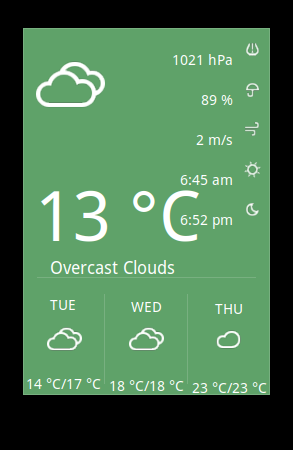 1021 hPa
89 %
2 m/s
6:45 am
13 °C
6:52 pm
Overcast Clouds
TUE
WED
THU
14 °C/17 °C
18 °C/18 °C
23 °C/23 °C